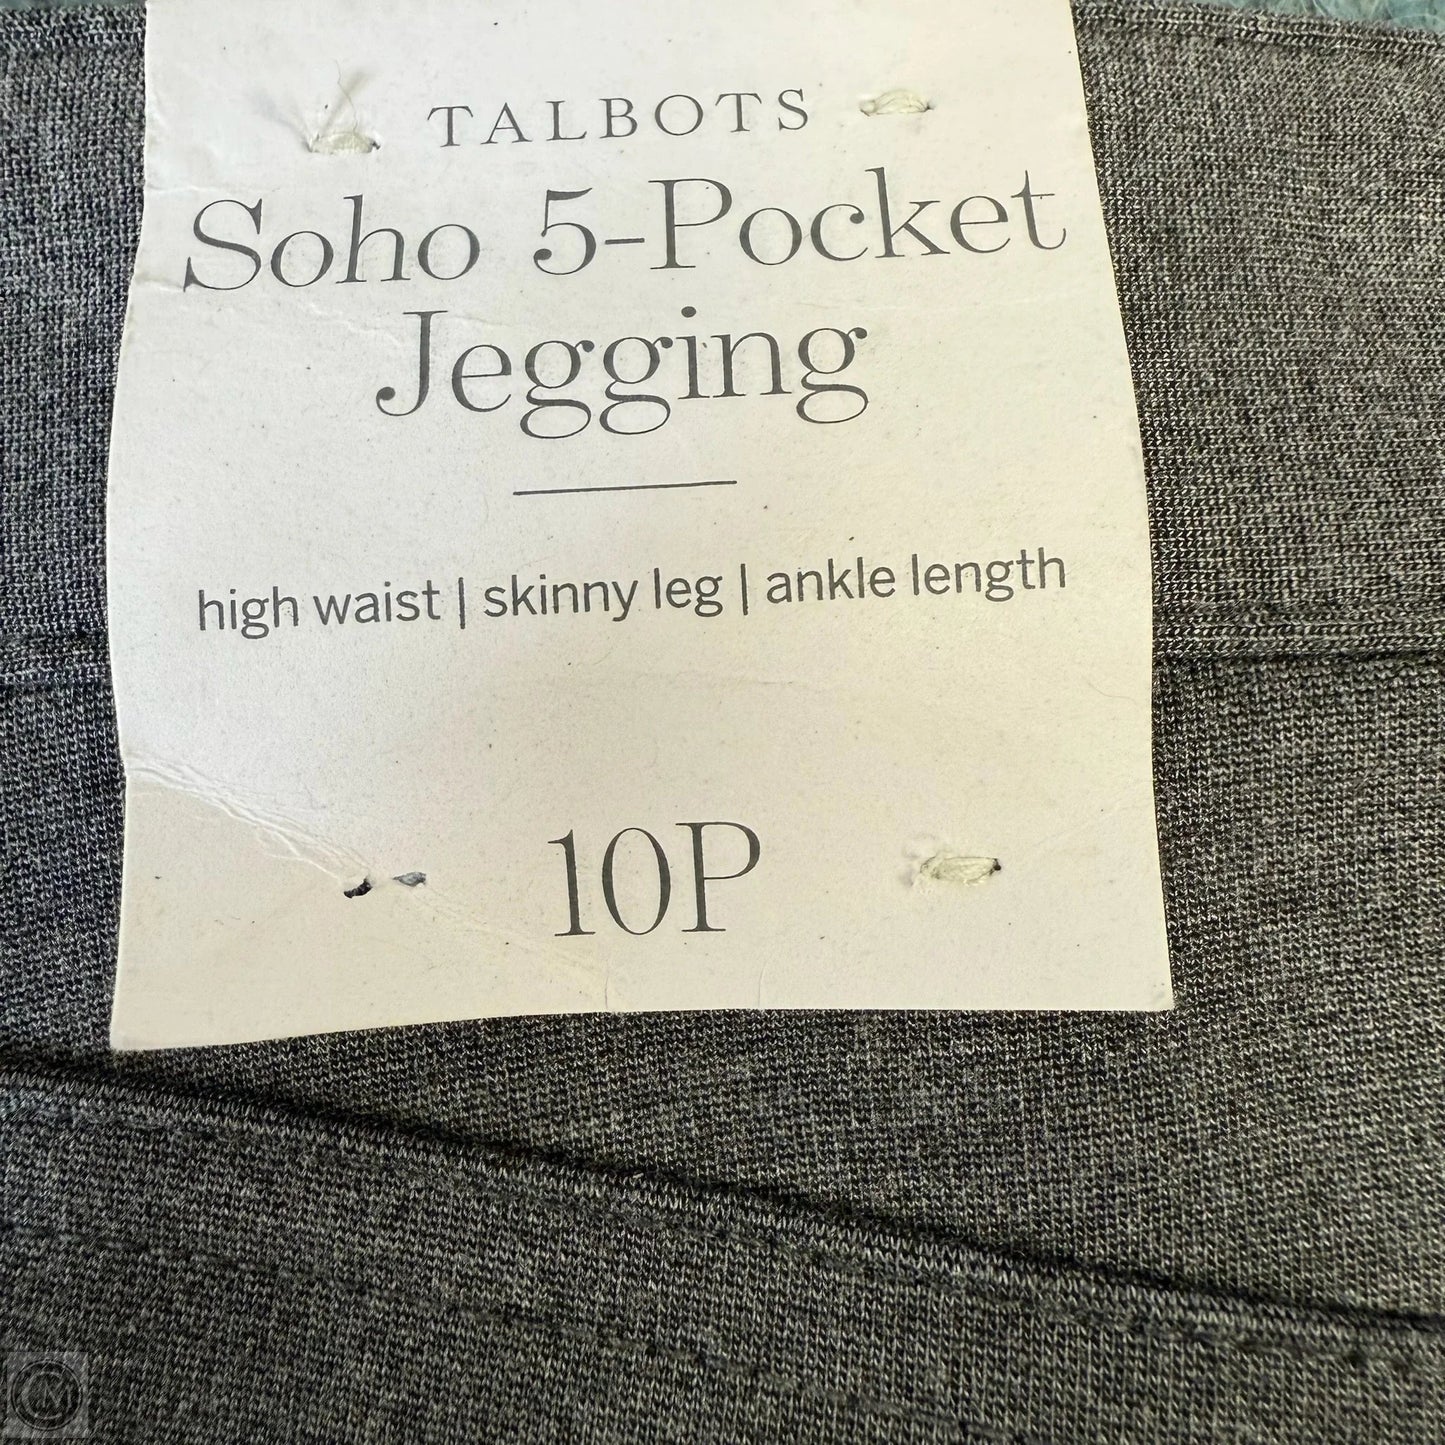 TALBOTS
Soho 5-Pocket
Jegging
high waist | skinny leg | ankle length
10P